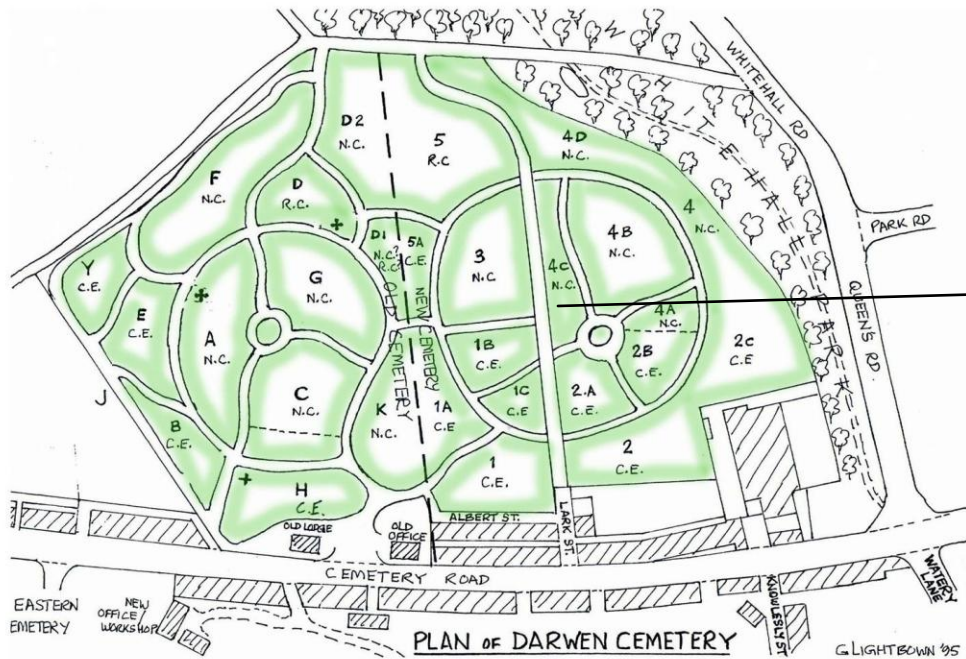 WHITEHALL RD
WHITEHALL PARK
PARK RD
QUEEN'S RD.
D2
N.C.
5
R.C
4D
N.C.
F
N.C.
D
R.C.
4
N.C.
4B
N.C.
D1
N.C.?
R.C?
5A
C.E.
3
N.C
Y
C.E.
G
N.C.
4C
N.C.
OLD CEMETERY
NEW CEMETERY
E
C.E.
A
N.C.
4A
N.C.
1B
C.E.
2B
C.E.
2C
C.E
J
C
N.C.
K
N.C.
1A
C.E
1C
C.E
2.A
C.E.
B
C.E.
1
C.E.
2
C.E.
H
C.E.
OLD LODGE
OLD
OFFICE
ALBERT ST.
LARK ST.
CEMETERY ROAD
WATERY
LANE
KNOWLESLY ST
EASTERN
EMETERY
NEW
OFFICE
WORKSHOP
PLAN OF DARWEN CEMETERY
G LIGHTBOWN '95